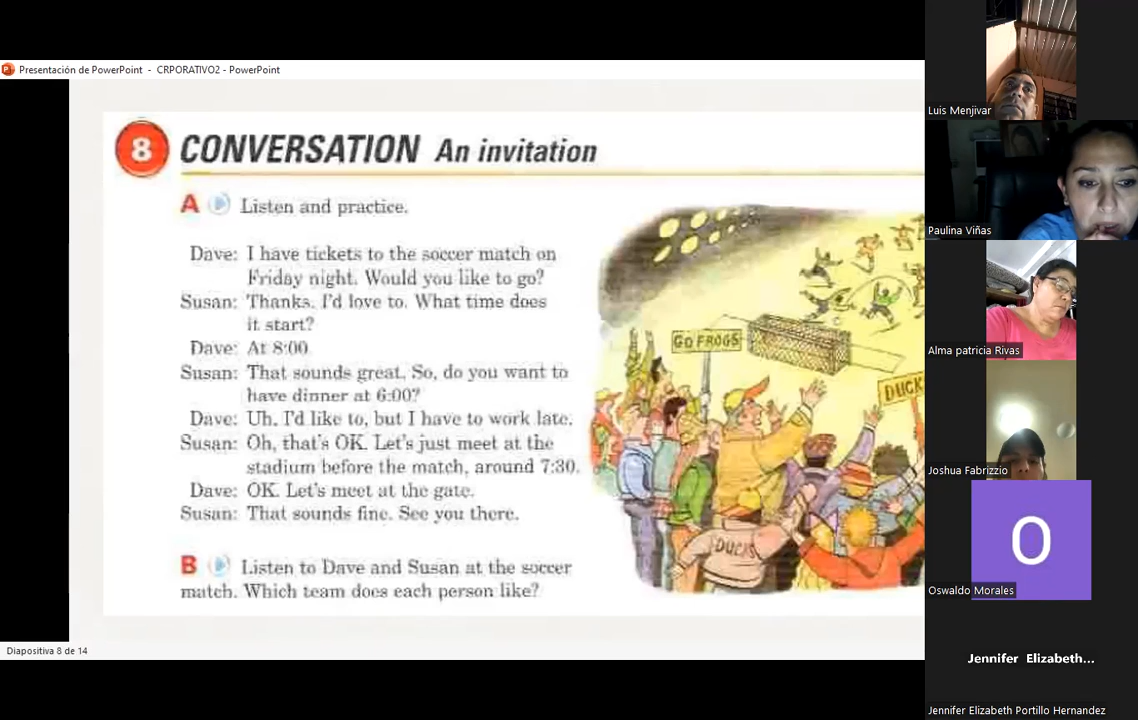 Presentación de PowerPoint - CRPORATIVO2 - PowerPoint
8 CONVERSATION An invitation
A Listen and practice.
Dave: I have tickets to the soccer match on
Friday night. Would you like to go?
Susan: Thanks. I'd love to. What time does
it start?
Dave: At 8:00
Susan: That sounds great. So, do you want to
have dinner at 6:00?
Dave: Uh, I'd like to, but I have to work late.
Susan: Oh, that's OK. Let's just meet at the
stadium before the match, around 7:30.
Dave: OK. Let's meet at the gate.
Susan: That sounds fine. See you there.
B Listen to Dave and Susan at the soccer
match. Which team does each person like?
GO FROGS
DUCK
DUCKS
Diapositiva 8 de 14
Luis Menjivar
Paulina Viñas
Alma patricia Rivas
Joshua Fabrizzio
O
Oswaldo Morales
Jennifer Elizabeth...
Jennifer Elizabeth Portillo Hernandez